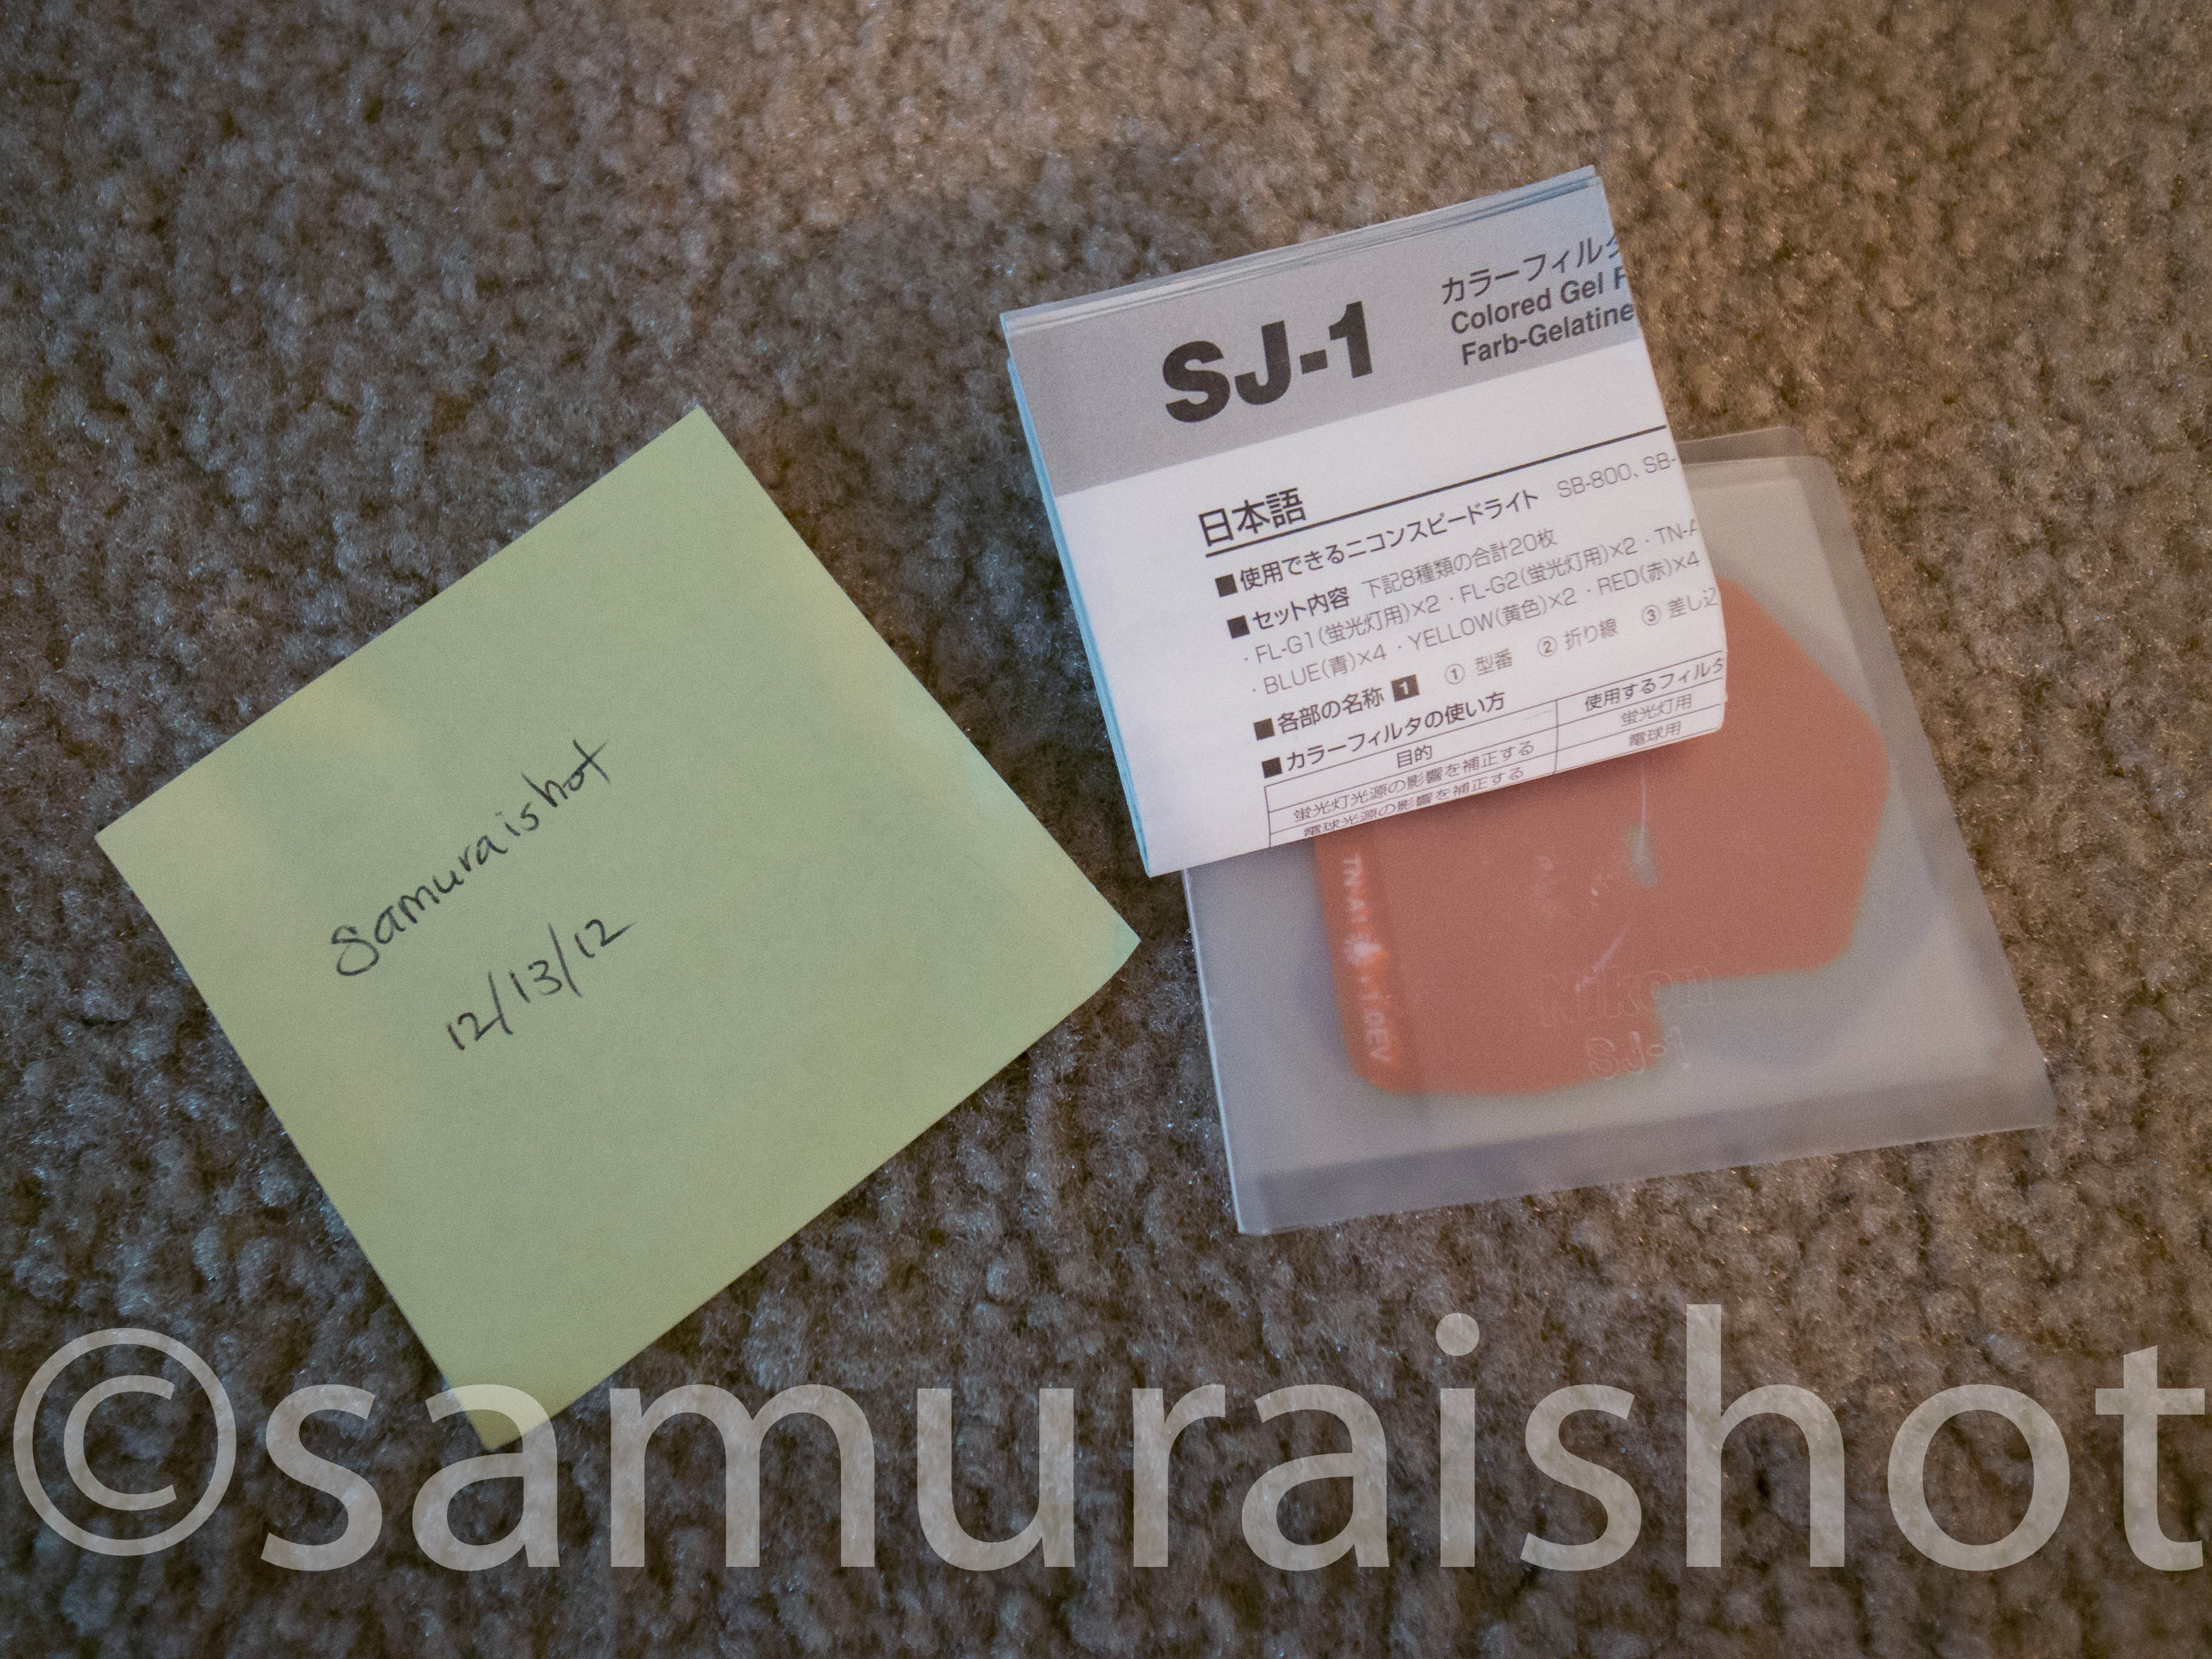 Samuraishot
12/13/12
SJ-1
カラーフィルタ
Colored Gel F
Farb-Gelatine
日本語
■使用できるニコンスピードライト SB-800、SB-
■セット内容 下記8種類の合計20枚
・FL-G1(蛍光灯用)×2・FL-G2(蛍光灯用)×2・TN-A
・BLUE(青)×4・YELLOW(黄色)×2・RED(赤)×4
■各部の名称 1 ① 型番 ② 折り線 ③ 差し込
■カラーフィルタの使い方
目的 使用するフィルタ
蛍光灯光源の影響を補正する 蛍光灯用
電球光源の影響を補正する 電球用
TN-A1
Nikon
SJ-1
©samuraishot